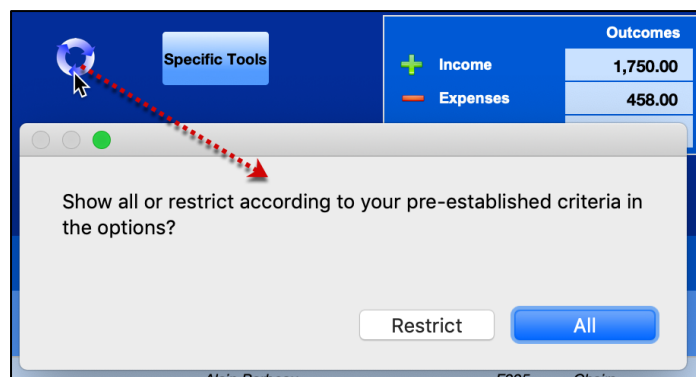 Outcomes
Specific Tools
Income 1,750.00
Expenses 458.00
Show all or restrict according to your pre-established criteria in
the options?
Restrict All